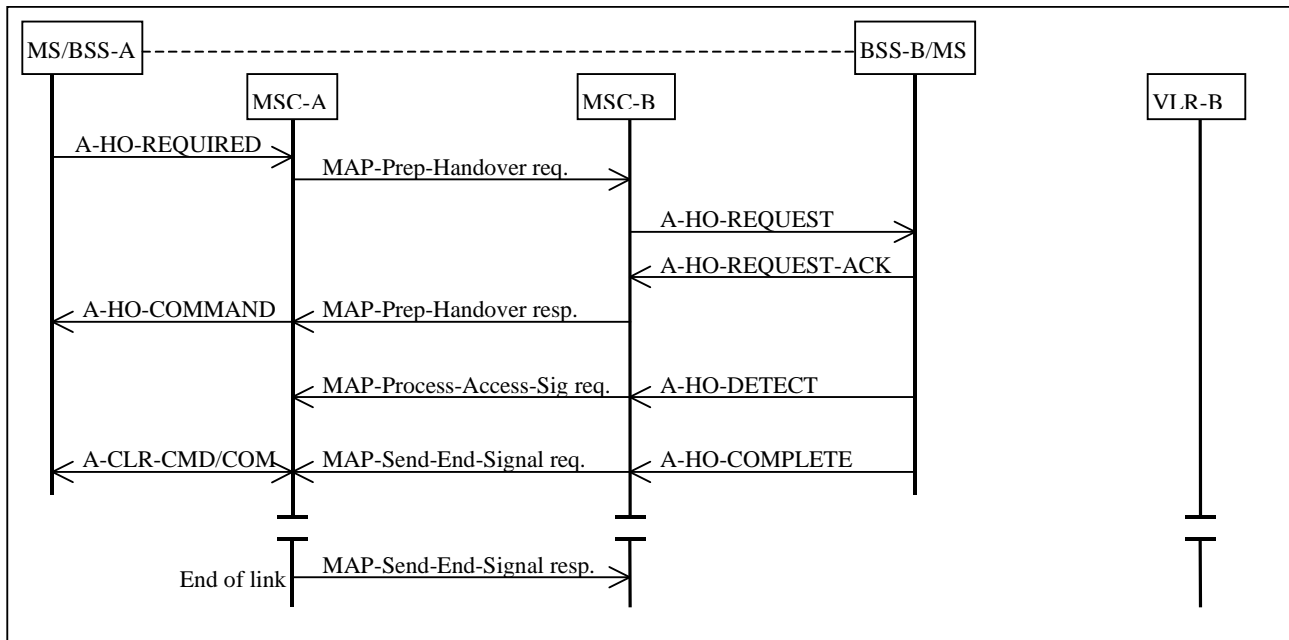 MS/BSS-A
BSS-B/MS
MSC-A
MSC-B
VLR-B
A-HO-REQUIRED
MAP-Prep-Handover req.
A-HO-REQUEST
A-HO-REQUEST-ACK
A-HO-COMMAND
MAP-Prep-Handover resp.
MAP-Process-Access-Sig req.
A-HO-DETECT
A-CLR-CMD/COM
MAP-Send-End-Signal req.
A-HO-COMPLETE
End of link
MAP-Send-End-Signal resp.